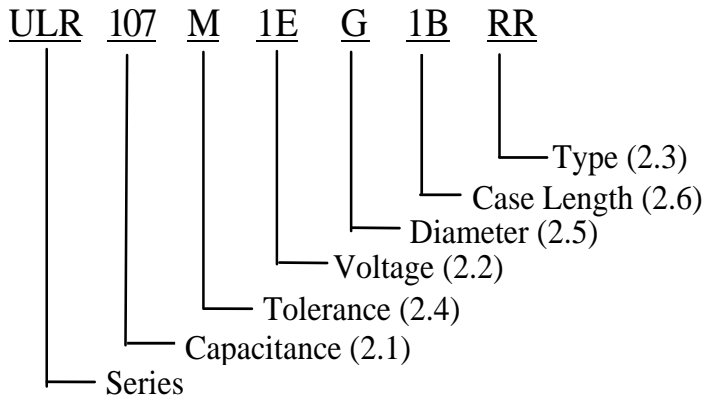 ULR 107 M 1E G 1B RR
Type (2.3)
Case Length (2.6)
Diameter (2.5)
Voltage (2.2)
Tolerance (2.4)
Capacitance (2.1)
Series